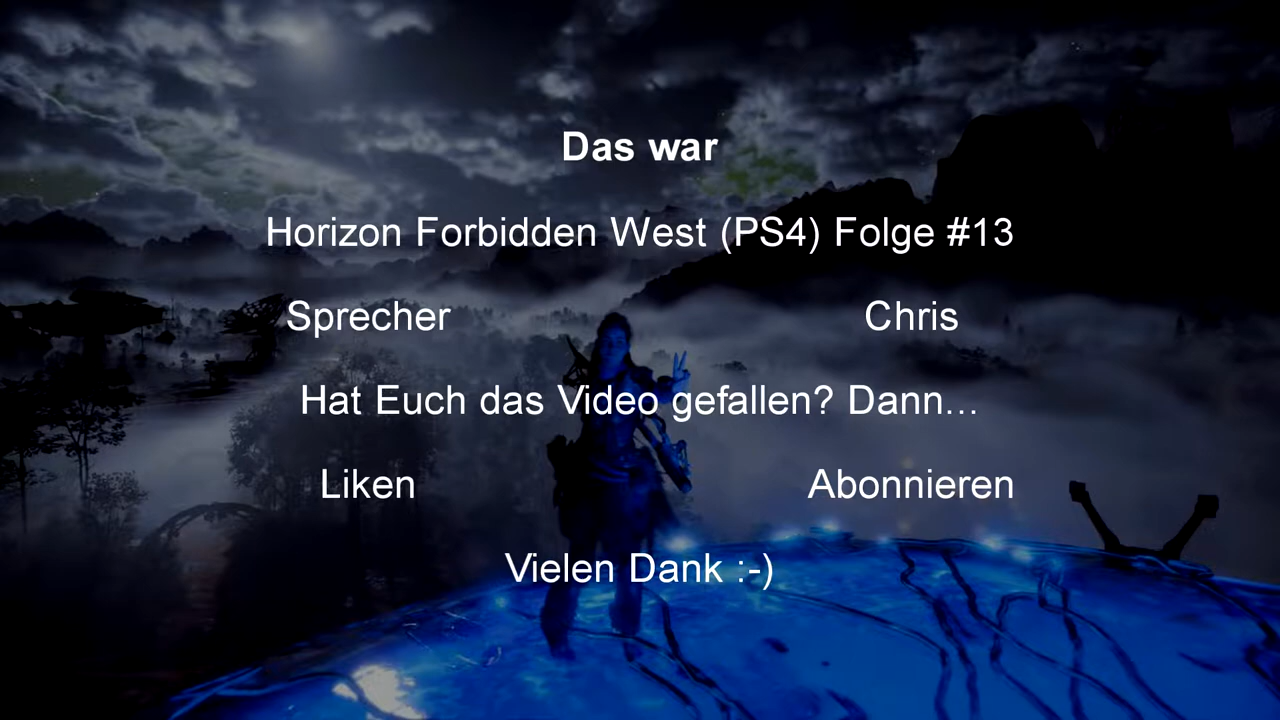 Das war
Horizon Forbidden West (PS4) Folge #13
Sprecher Chris
Hat Euch das Video gefallen? Dann...
Liken Abonnieren
Vielen Dank :-)